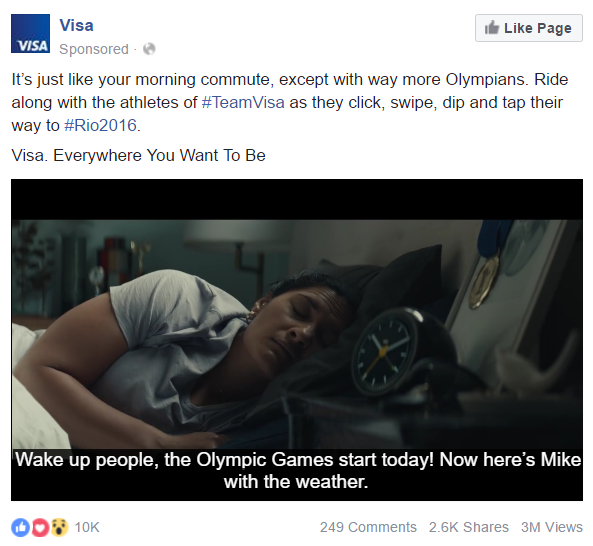 VISA
Visa
Sponsored ·
Like Page
It's just like your morning commute, except with way more Olympians. Ride
along with the athletes of #TeamVisa as they click, swipe, dip and tap their
way to #Rio2016.
Visa. Everywhere You Want To Be
Wake up people, the Olympic Games start today! Now here's Mike
with the weather.
10K
249 Comments 2.6K Shares 3M Views